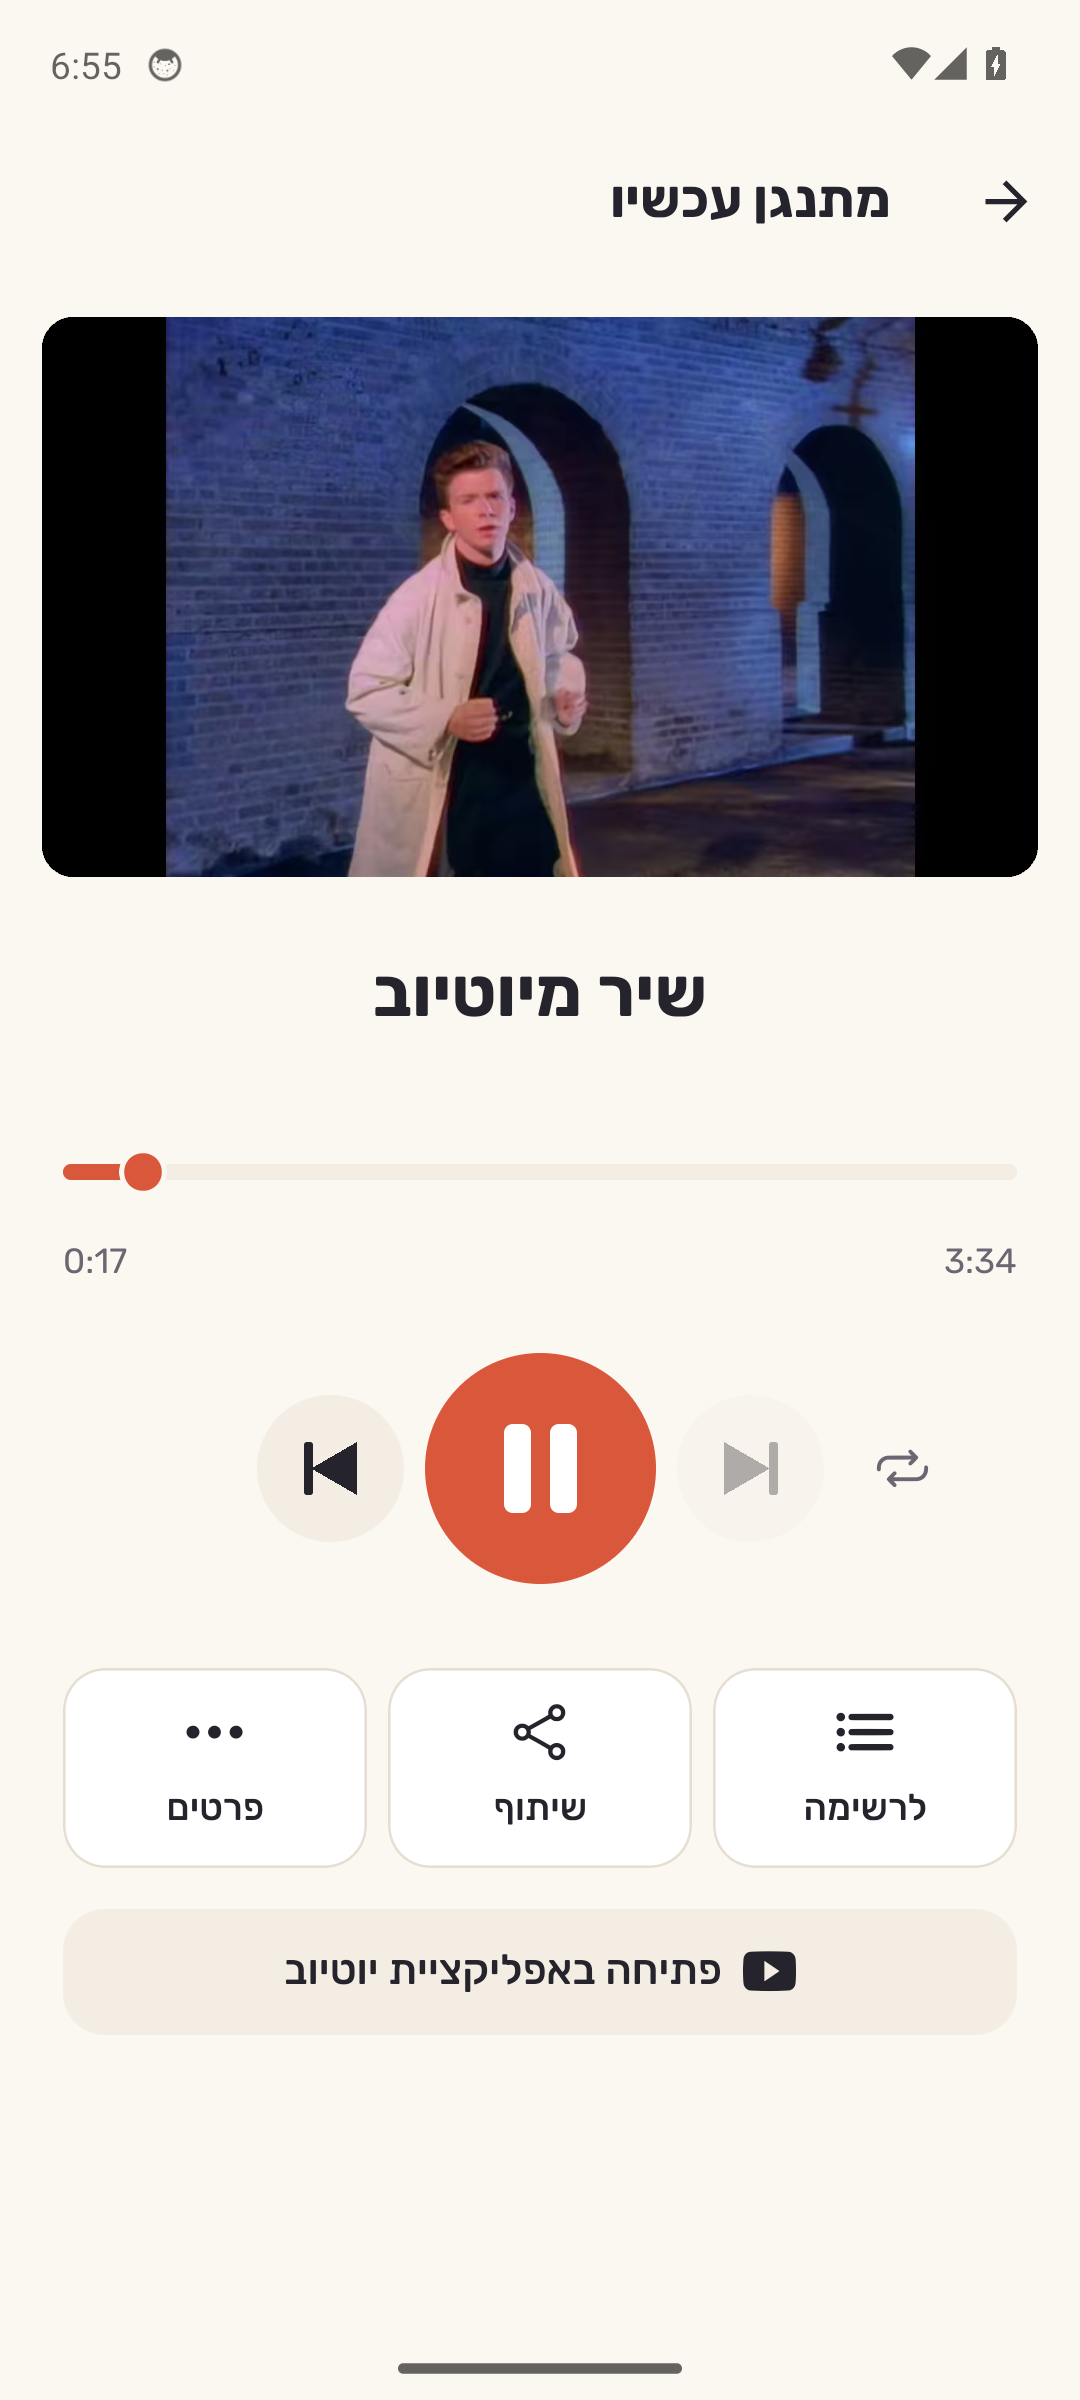 6:55
מתנגן עכשיו
שיר מיוטיוב
0:17 3:34
לרשימה שיתוף פרטים
פתיחה באפליקציית יוטיוב